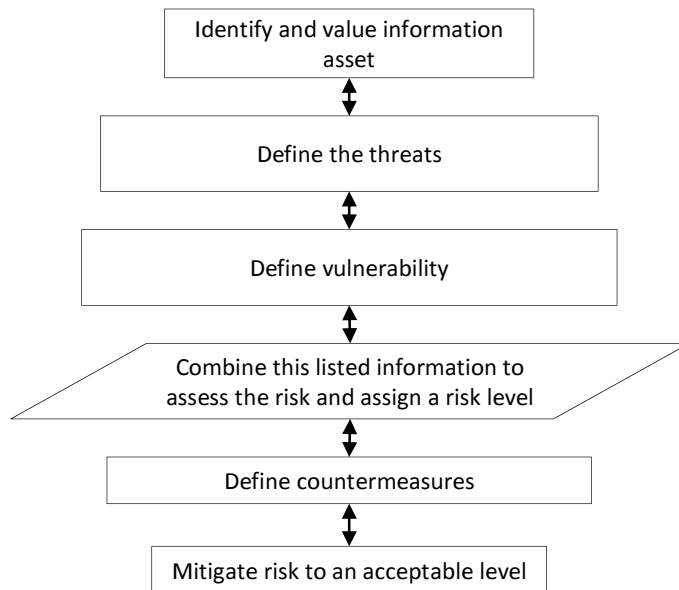 Identify and value information
asset
Define the threats
Define vulnerability
Combine this listed information to
assess the risk and assign a risk level
Define countermeasures
Mitigate risk to an acceptable level